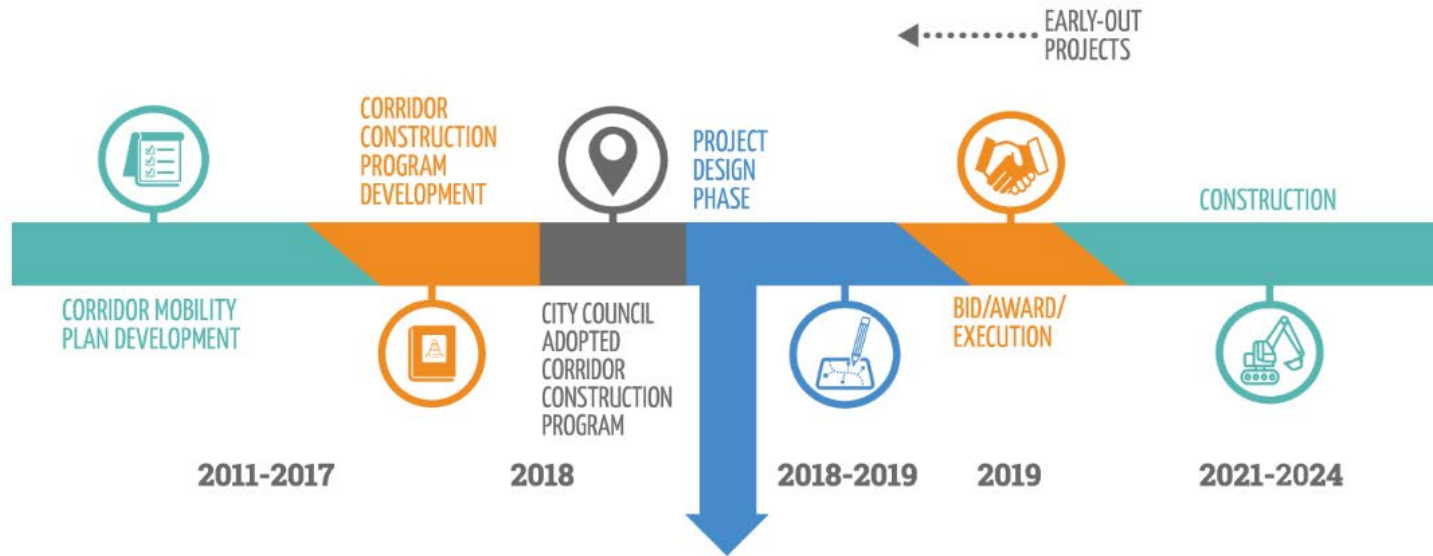 EARLY-OUT
PROJECTS
CORRIDOR
CONSTRUCTION
PROGRAM
DEVELOPMENT
PROJECT
DESIGN
PHASE
CONSTRUCTION
CORRIDOR MOBILITY
PLAN DEVELOPMENT
CITY COUNCIL
ADOPTED
CORRIDOR
CONSTRUCTION
PROGRAM
BID/AWARD/
EXECUTION
2011-2017
2018
2018-2019
2019
2021-2024